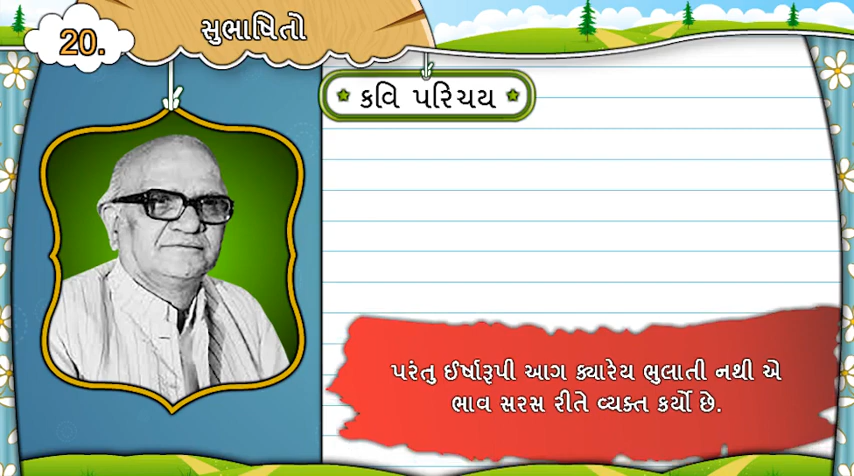 20.
સુભાષિતો
કવિ પરિચય
પરંતુ ઈર્ષારૂપી આગ ક્યારેય ભુલાતી નથી એ
ભાવ સરસ રીતે વ્યક્ત કર્યો છે.